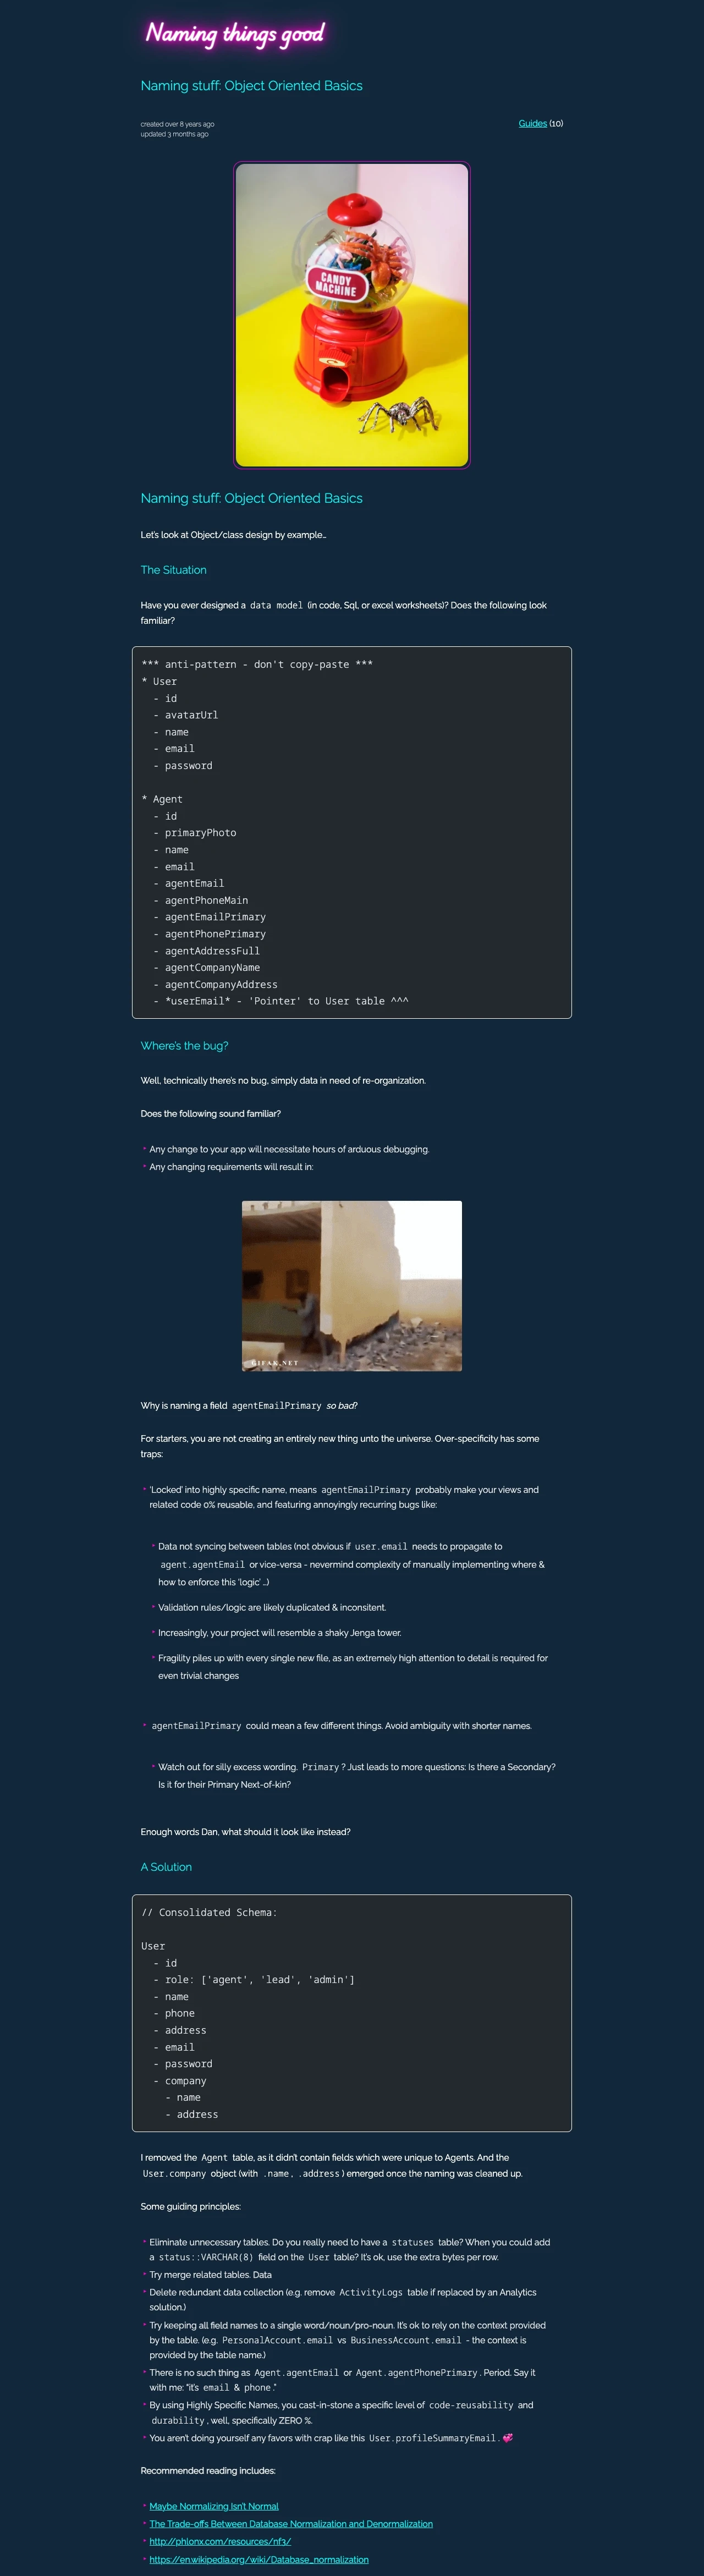 Naming things good
Naming stuff: Object Oriented Basics
created over 8 years ago
updated 3 months ago
Guides (10)
CANDY
MACHINE
Naming stuff: Object Oriented Basics
Let's look at Object/class design by example…
The Situation
Have you ever designed a data model (in code, Sql, or excel worksheets)? Does the following look
familiar?
*** anti-pattern - don't copy-paste ***
* User
- id
- avatarUrl
- name
- email
- password
* Agent
- id
- primaryPhoto
- name
- email
- agentEmail
- agentPhoneMain
- agentEmailPrimary
- agentPhonePrimary
- agentAddressFull
- agentCompanyName
- agentCompanyAddress
- *userEmail* - 'Pointer' to User table ^^^
Where's the bug?
Well, technically there's no bug, simply data in need of re-organization.
Does the following sound familiar?
Any change to your app will necessitate hours of arduous debugging.
Any changing requirements will result in:
GIFAK.NET
Why is naming a field agentEmailPrimary so bad?
For starters, you are not creating an entirely new thing unto the universe. Over-specificity has some
traps:
'Locked' into highly specific name, means agentEmailPrimary probably make your views and
related code 0% reusable, and featuring annoyingly recurring bugs like:
Data not syncing between tables (not obvious if user.email needs to propagate to
agent.agentEmail or vice-versa - nevermind complexity of manually implementing where &
how to enforce this 'logic' …)
Validation rules/logic are likely duplicated & inconsitent.
Increasingly, your project will resemble a shaky Jenga tower.
Fragility piles up with every single new file, as an extremely high attention to detail is required for
even trivial changes
agentEmailPrimary could mean a few different things. Avoid ambiguity with shorter names.
Watch out for silly excess wording. Primary? Just leads to more questions: Is there a Secondary?
Is it for their Primary Next-of-kin?
Enough words Dan, what should it look like instead?
A Solution
// Consolidated Schema:
User
- id
- role: ['agent', 'lead', 'admin']
- name
- phone
- address
- email
- password
- company
- name
- address
I removed the Agent table, as it didn't contain fields which were unique to Agents. And the
User.company object (with .name, .address) emerged once the naming was cleaned up.
Some guiding principles:
Eliminate unnecessary tables. Do you really need to have a statuses table? When you could add
a status::VARCHAR(8) field on the User table? It's ok, use the extra bytes per row.
Try merge related tables. Data
Delete redundant data collection (e.g. remove ActivityLogs table if replaced by an Analytics
solution.)
Try keeping all field names to a single word/noun/pro-noun. It's ok to rely on the context provided
by the table. (e.g. PersonalAccount.email vs BusinessAccount.email - the context is
provided by the table name.)
There is no such thing as Agent.agentEmail or Agent.agentPhonePrimary. Period. Say it
with me: "it's email & phone."
By using Highly Specific Names, you cast-in-stone a specific level of code-reusability and
durability, well, specifically ZERO %.
You aren't doing yourself any favors with crap like this User.profileSummaryEmail. 💞
Recommended reading includes:
Maybe Normalizing Isn't Normal
The Trade-offs Between Database Normalization and Denormalization
http://phlonx.com/resources/nf3/
https://en.wikipedia.org/wiki/Database_normalization